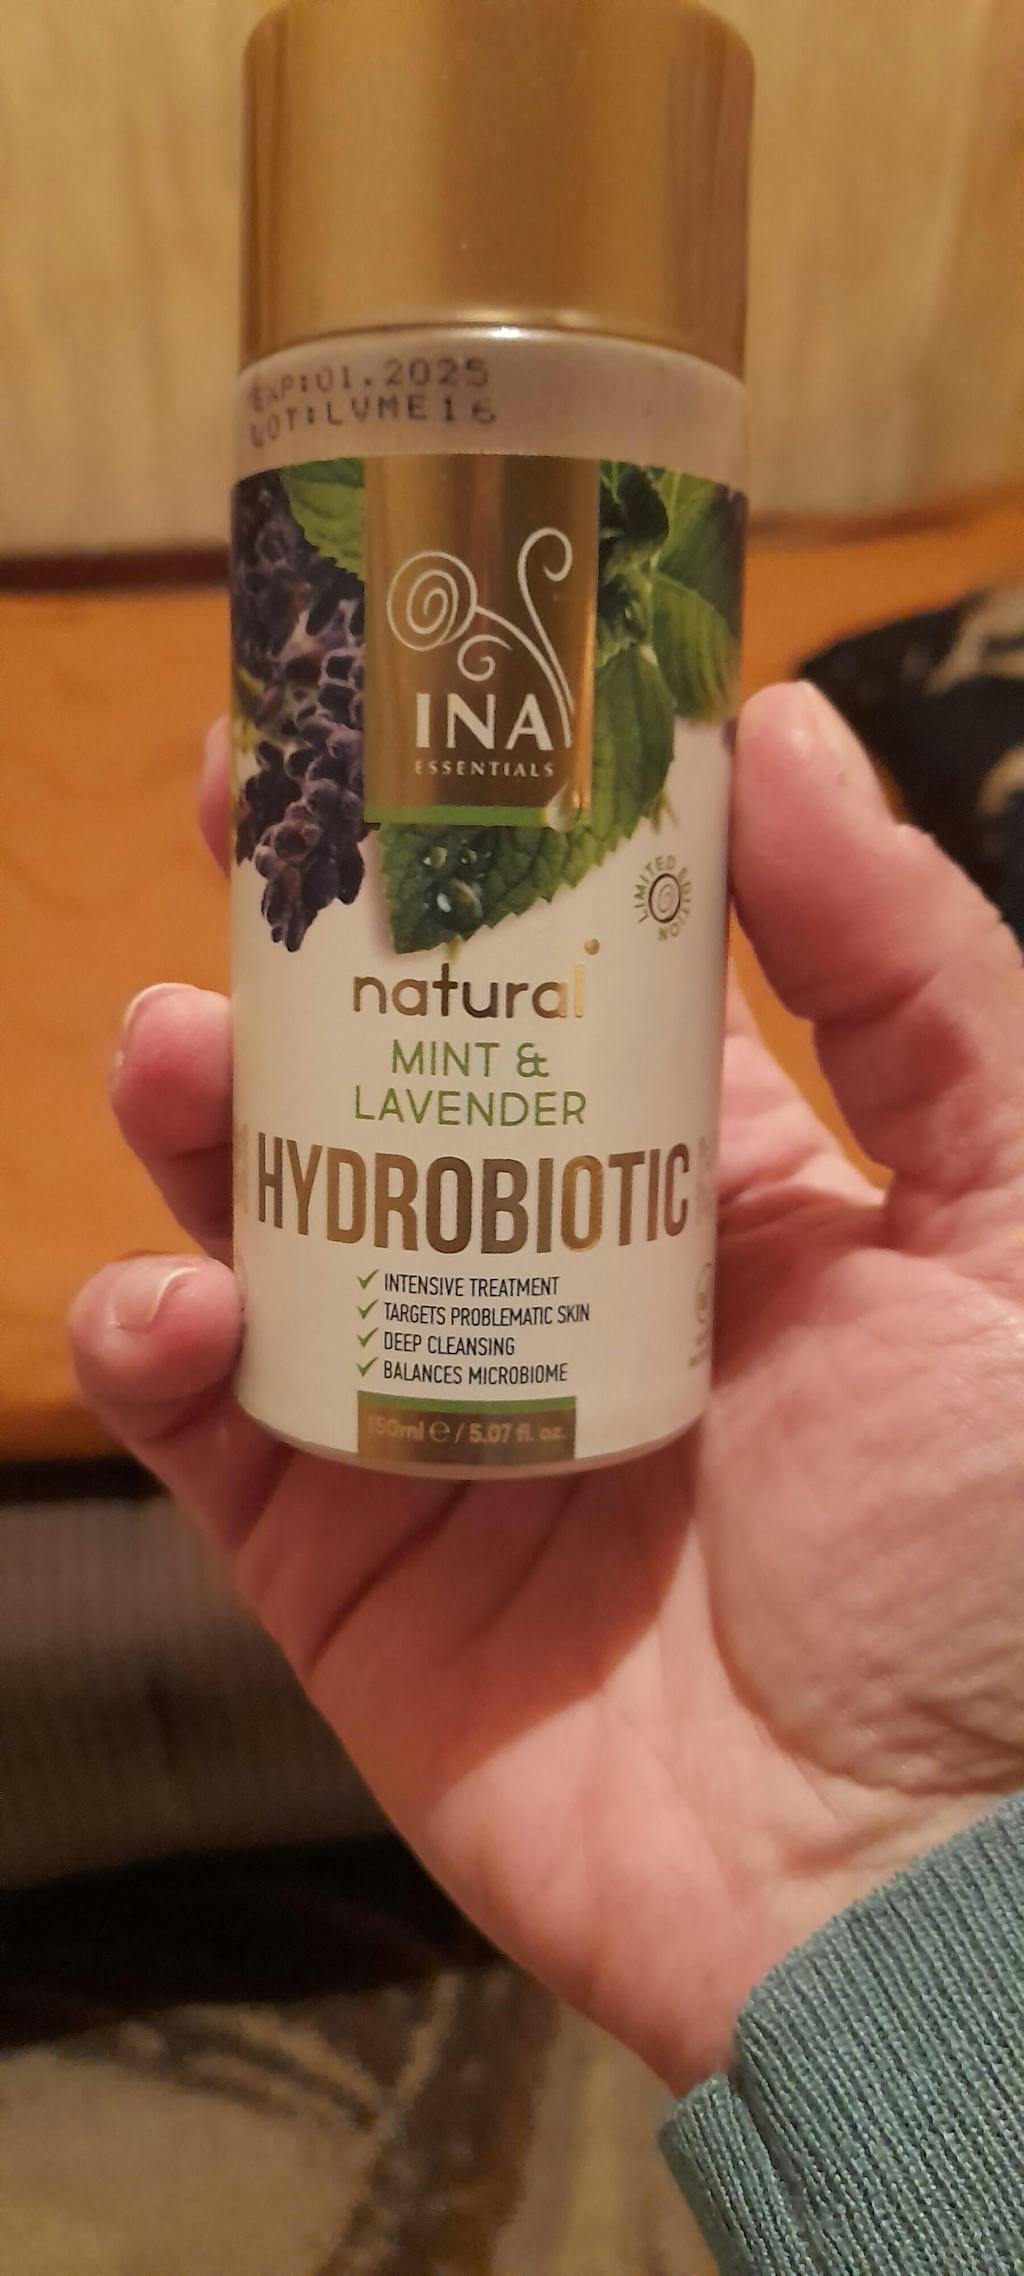 EXP:01.2025
LOT:LVME16
INA
ESSENTIALS
LIMITED EDITION
natural
MINT &
LAVENDER
HYDROBIOTIC
INTENSIVE TREATMENT
TARGETS PROBLEMATIC SKIN
DEEP CLEANSING
BALANCES MICROBIOME
150ml ℮ / 5.07 fl. oz.